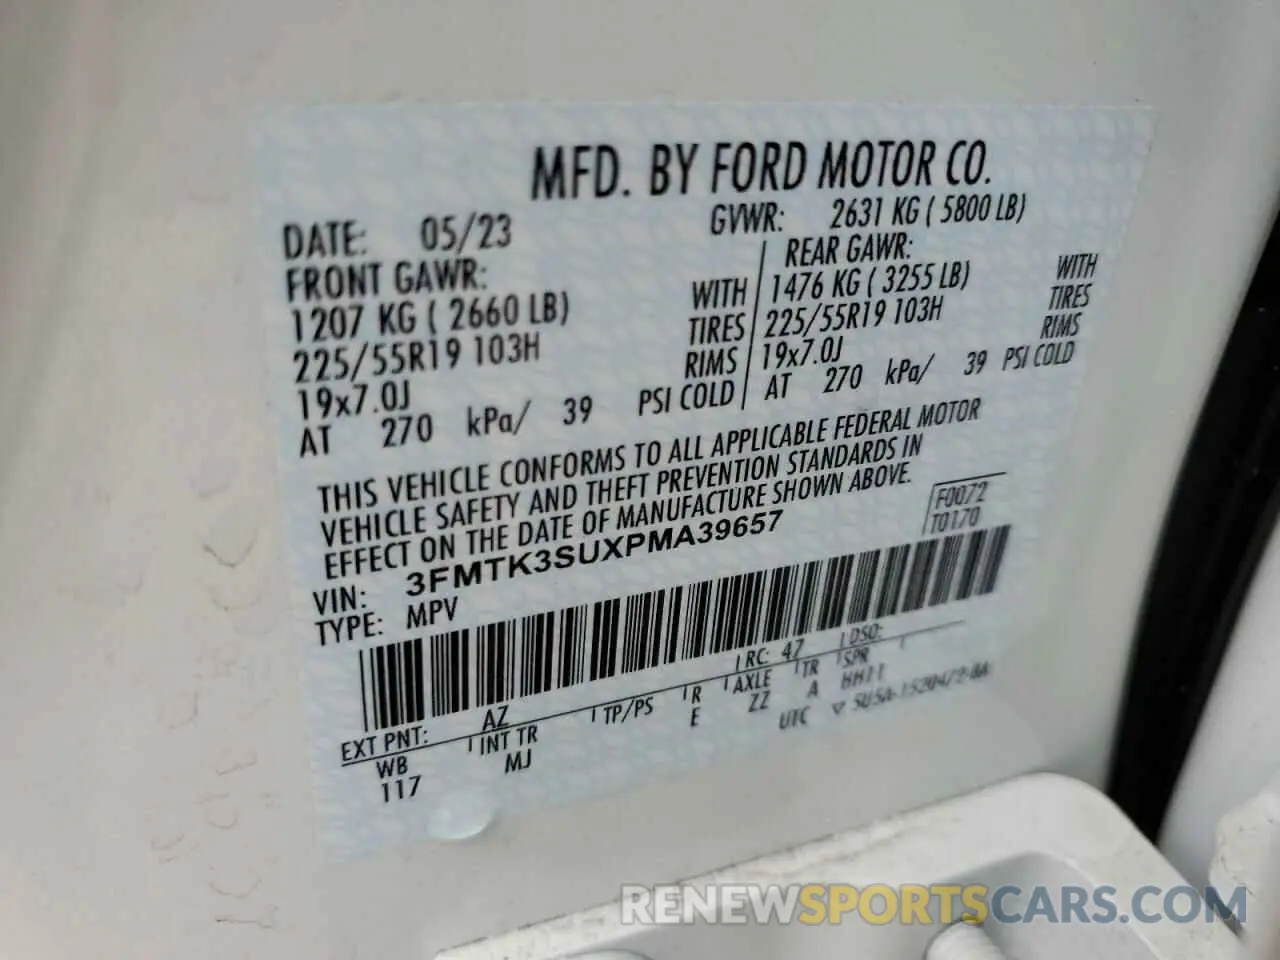 MFD. BY FORD MOTOR CO.
DATE: 05/23
GVWR: 2631 KG ( 5800 LB)
FRONT GAWR:
1207 KG ( 2660 LB) WITH
225/55R19 103H TIRES
19x7.0J RIMS
AT 270 kPa/ 39 PSI COLD
REAR GAWR:
1476 KG ( 3255 LB) WITH
225/55R19 103H TIRES
19x7.0J RIMS
AT 270 kPa/ 39 PSI COLD
THIS VEHICLE CONFORMS TO ALL APPLICABLE FEDERAL MOTOR
VEHICLE SAFETY AND THEFT PREVENTION STANDARDS IN
EFFECT ON THE DATE OF MANUFACTURE SHOWN ABOVE.
F0072
T0170
VIN: 3FMTK3SUXPMA39657
TYPE: MPV
EXT PNT: AZ RC: 47 DSO:
WB INT TR TP/PS R AXLE TR SPR
117 MJ E ZZ A HH11
UTC
RENEWSPORTSCARS.COM